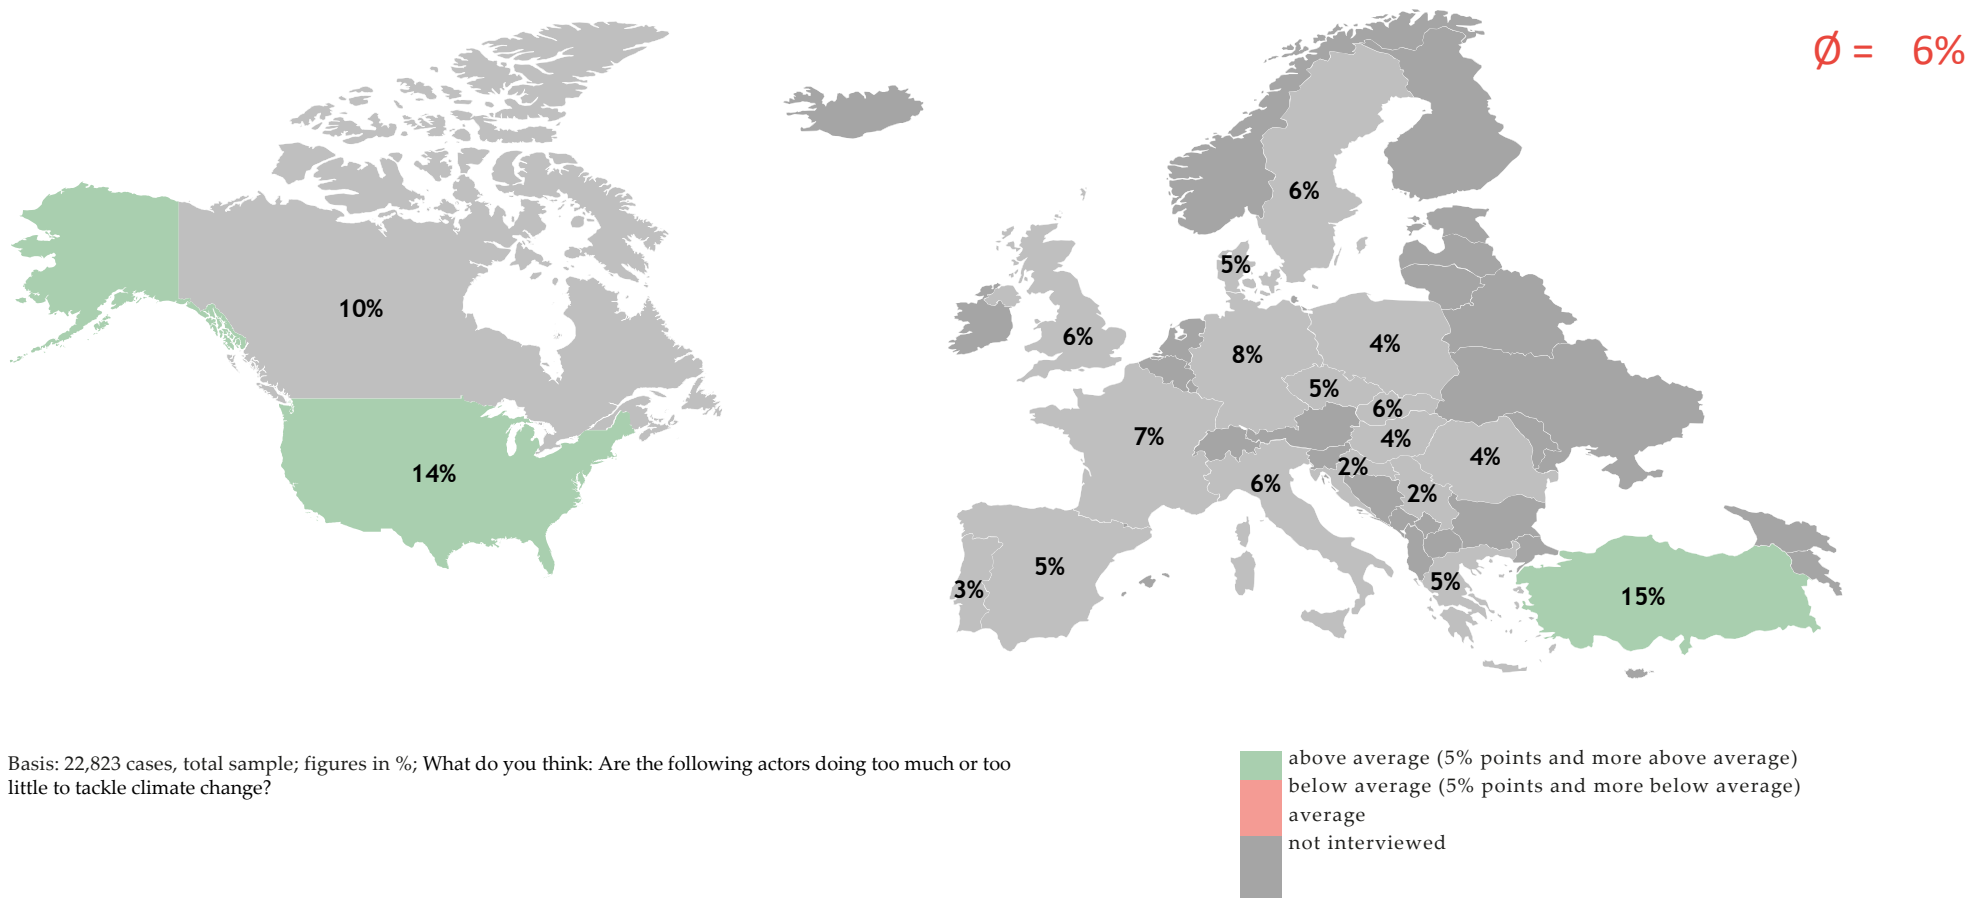 Ø = 6%
6%
5%
10%
6%
8%
4%
5%
6%
7%
4%
4%
2%
14%
6%
2%
5%
5%
3%
15%
Basis: 22,823 cases, total sample; figures in %; What do you think: Are the following actors doing too much or too
little to tackle climate change?
above average (5% points and more above average)
below average (5% points and more below average)
average
not interviewed